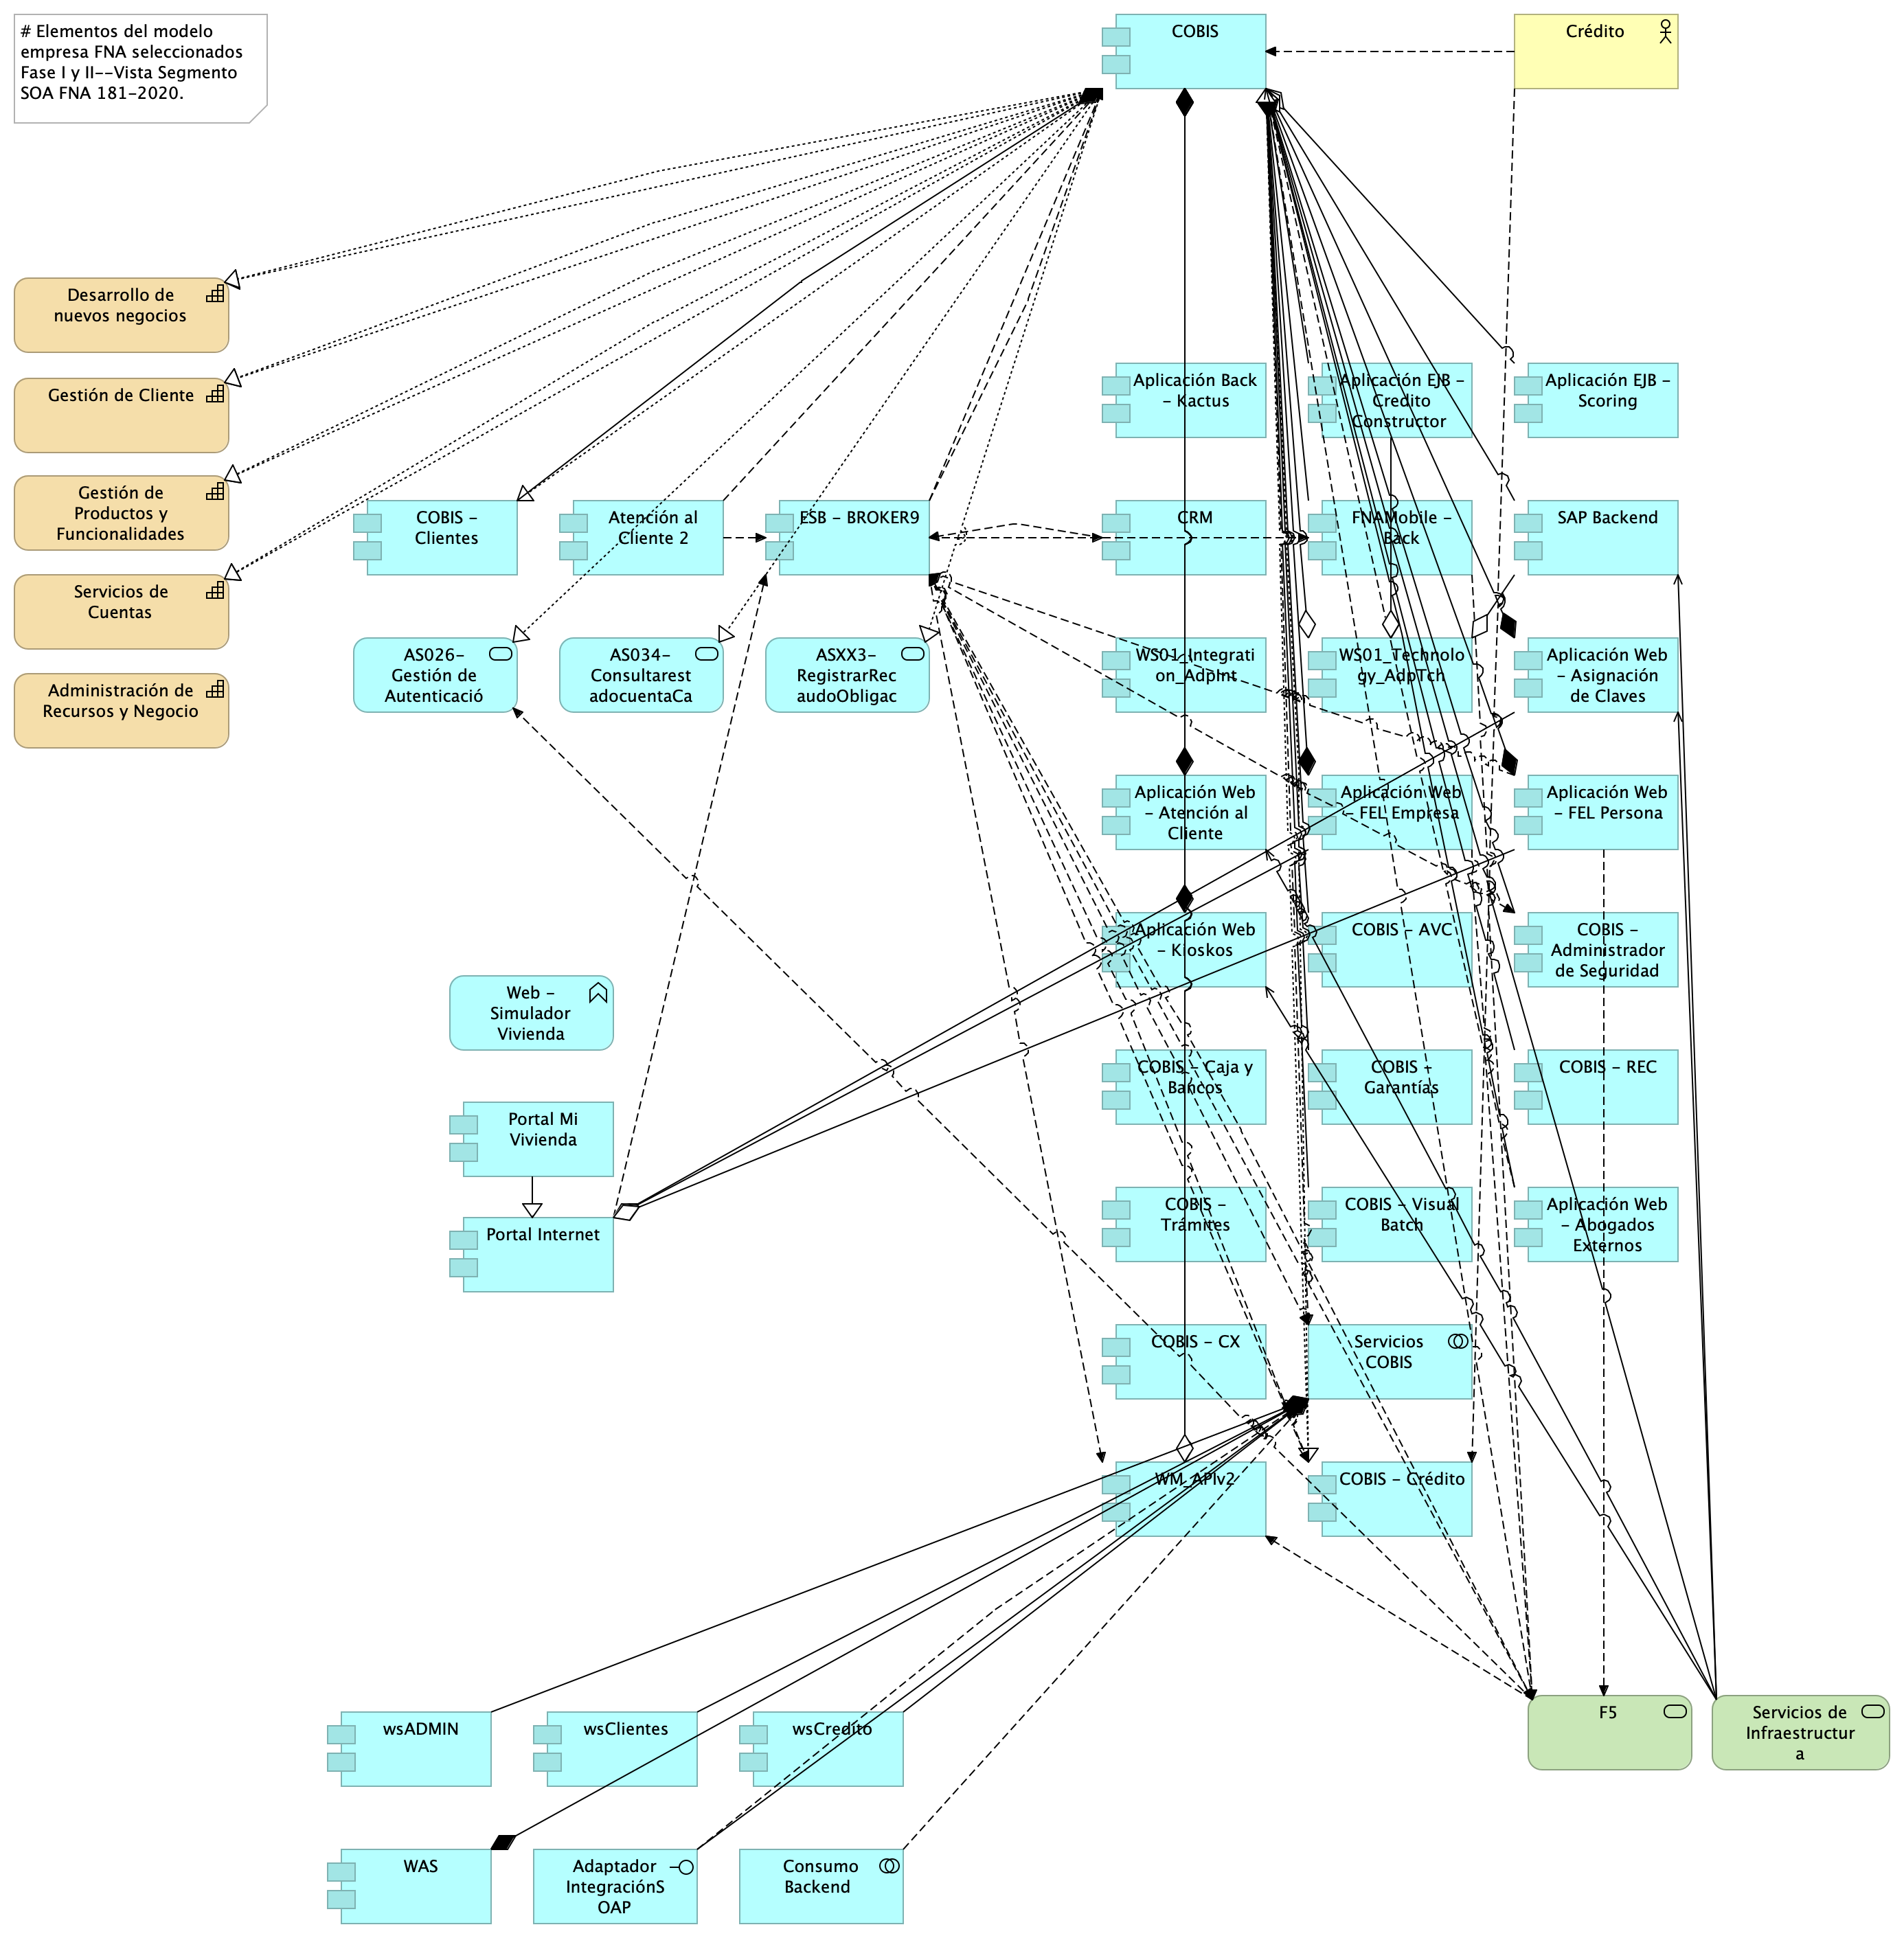 # Elementos del modelo
empresa FNA seleccionados
Fase I y II--Vista Segmento
SOA FNA 181-2020.
COBIS
Crédito
Desarrollo de
nuevos negocios
Gestión de Cliente
Gestión de
Productos y
Funcionalidades
Servicios de
Cuentas
Administración de
Recursos y Negocio
Aplicación Back
- Kactus
Aplicación EJB -
Credito
Constructor
Aplicación EJB -
Scoring
COBIS -
Clientes
Atención al
Cliente 2
ESB - BROKER9
CRM
FNAMobile -
Back
SAP Backend
AS026-
Gestión de
Autenticació
AS034-
Consultarest
adocuentaCa
ASXX3-
RegistrarRec
audoObligac
WS01_Integrati
on_AdpInt
WS01_Technolo
gy_AdpTch
Aplicación Web
- Asignación
de Claves
Aplicación Web
- Atención al
Cliente
Aplicación Web
- FEL Empresa
Aplicación Web
- FEL Persona
Aplicación Web
- Kioskos
COBIS - AVC
COBIS -
Administrador
de Seguridad
Web -
Simulador
Vivienda
COBIS - Caja y
Bancos
COBIS -
Garantías
COBIS - REC
Portal Mi
Vivienda
Portal Internet
COBIS -
Trámites
COBIS - Visual
Batch
Aplicación Web
- Abogados
Externos
COBIS - CX
Servicios
COBIS
WM_APIv2
COBIS - Crédito
wsADMIN
wsClientes
wsCredito
F5
Servicios de
Infraestructur
a
WAS
Adaptador
IntegraciónS
OAP
Consumo
Backend